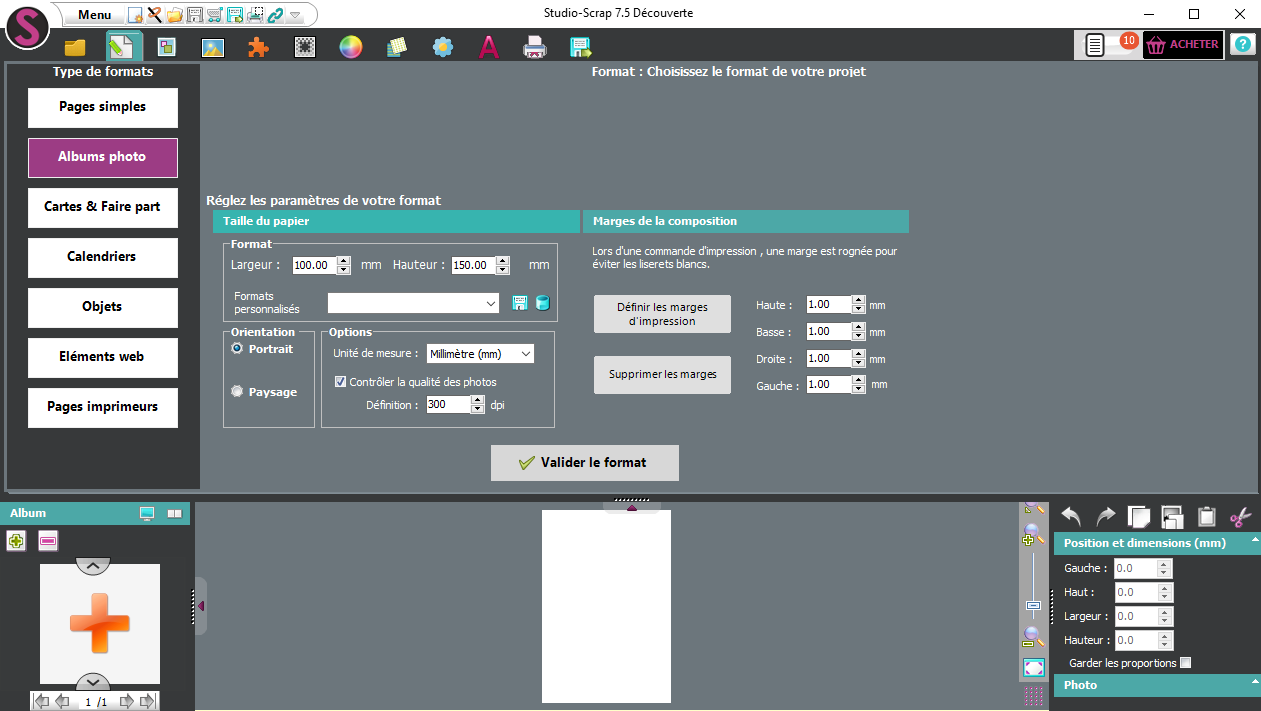 Menu
Studio-Scrap 7.5 Découverte
S
10
ACHETER
?
Type de formats
Format : Choisissez le format de votre projet
Pages simples
Albums photo
Cartes & Faire part
Calendriers
Objets
Eléments web
Pages imprimeurs
Réglez les paramètres de votre format
Taille du papier
Format
Largeur : 100.00 mm Hauteur : 150.00 mm
Formats
personnalisés
Orientation
Portrait
Paysage
Options
Unité de mesure : Millimètre (mm)
Contrôler la qualité des photos
Définition : 300 dpi
Marges de la composition
Lors d'une commande d'impression , une marge est rognée pour
éviter les liserets blancs.
Définir les marges
d'impression
Supprimer les marges
Haute : 1.00 mm
Basse : 1.00 mm
Droite : 1.00 mm
Gauche : 1.00 mm
Valider le format
Album
1 /1
Position et dimensions (mm)
Gauche : 0.0
Haut : 0.0
Largeur : 0.0
Hauteur : 0.0
Garder les proportions
Photo